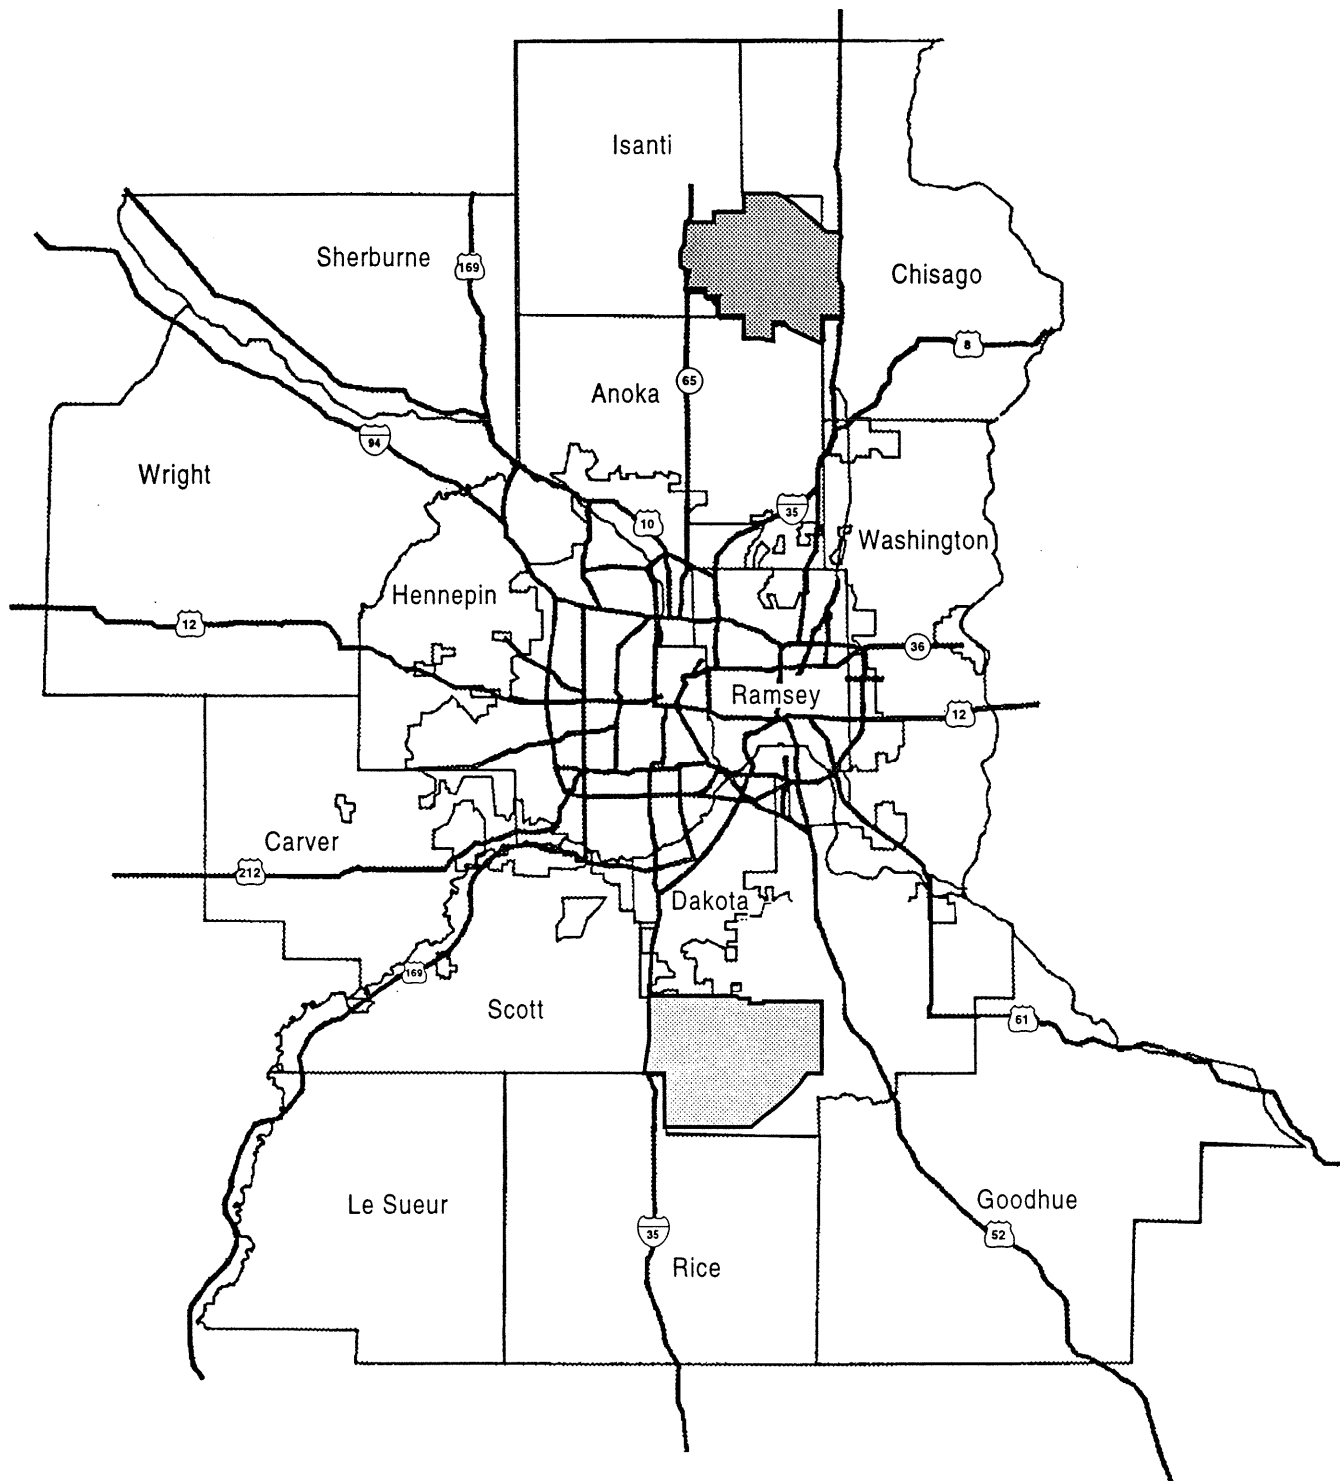 Isanti
Sherburne
169
Chisago
8
65
Anoka
94
Wright
35
10
Washington
Hennepin
12
36
Ramsey
12
Carver
212
Dakota
169
Scott
61
Le Sueur
Goodhue
35
52
Rice